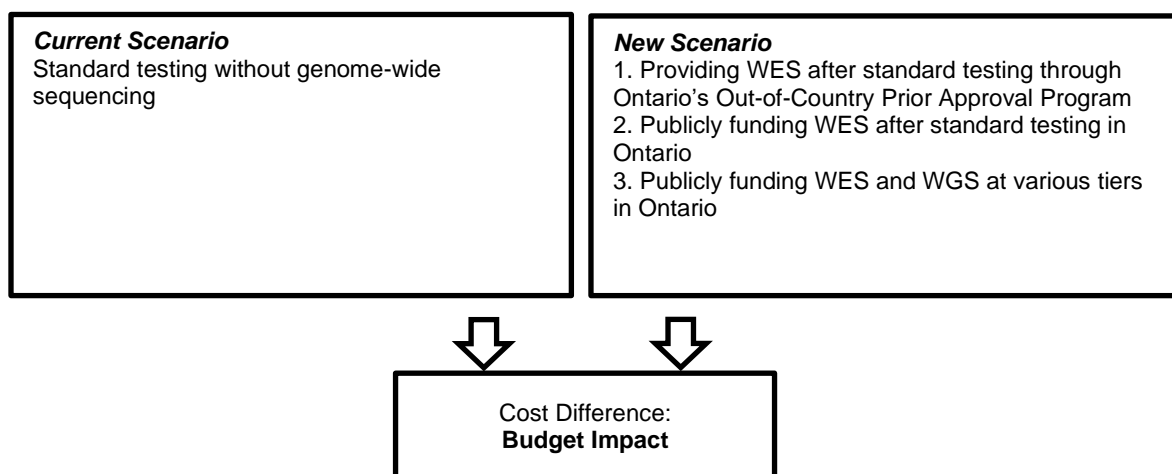 Current Scenario
Standard testing without genome-wide
sequencing
New Scenario
1. Providing WES after standard testing through
Ontario’s Out-of-Country Prior Approval Program
2. Publicly funding WES after standard testing in
Ontario
3. Publicly funding WES and WGS at various tiers
in Ontario
Cost Difference:
Budget Impact